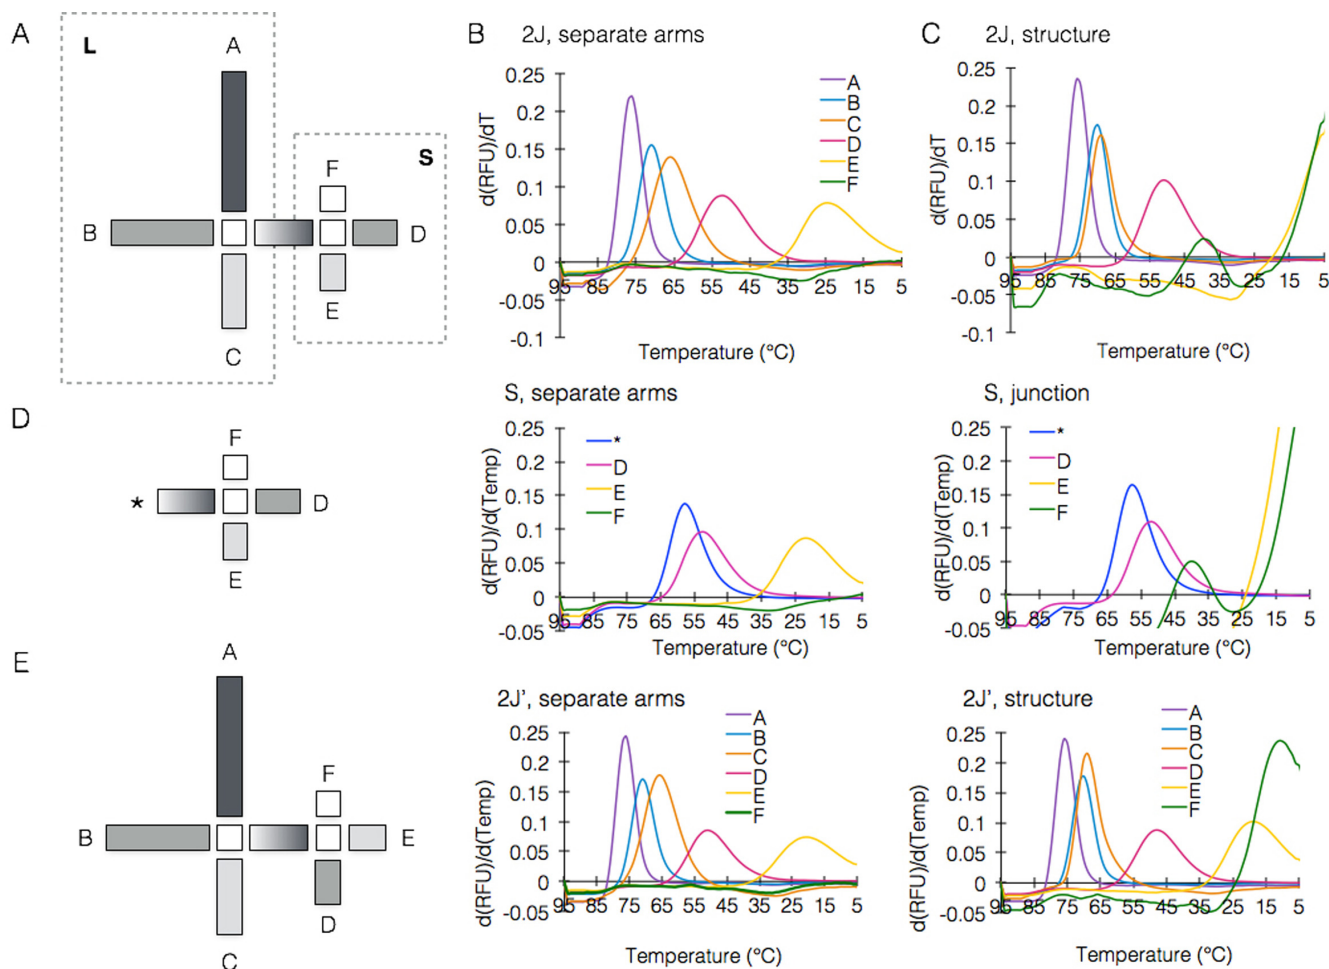 A
L
A
S
F
B
D
E
C
B
2J, separate arms
0.25
0.2
0.15
0.1
0.05
0
-0.05
-0.1
d(RFU)/dT
A
B
C
D
E
F
95 85 75 65 55 45 35 25 15 5
Temperature (°C)
C
2J, structure
0.25
0.2
0.15
0.1
0.05
0
-0.05
-0.1
d(RFU)/dT
95 85 75 65 55 45 35 25 15 5
Temperature (°C)
D
F
*
D
E
S, separate arms
0.25
0.2
0.15
0.1
0.05
0
-0.05
d(RFU)/d(Temp)
*
D
E
F
95 85 75 65 55 45 35 25 15 5
Temperature (°C)
S, junction
0.25
0.2
0.15
0.1
0.05
0
-0.05
d(RFU)/d(Temp)
*
D
E
F
95 85 75 65 55 45 35 25 15 5
Temperature (°C)
E
A
F
B
E
D
C
2J’, separate arms
0.25
0.2
0.15
0.1
0.05
0
-0.05
d(RFU)/d(Temp)
A
B
C
D
E
F
95 85 75 65 55 45 35 25 15 5
Temperature (°C)
2J’, structure
0.25
0.2
0.15
0.1
0.05
0
-0.05
d(RFU)/d(Temp)
A
B
C
D
E
F
95 85 75 65 55 45 35 25 15 5
Temperature (°C)